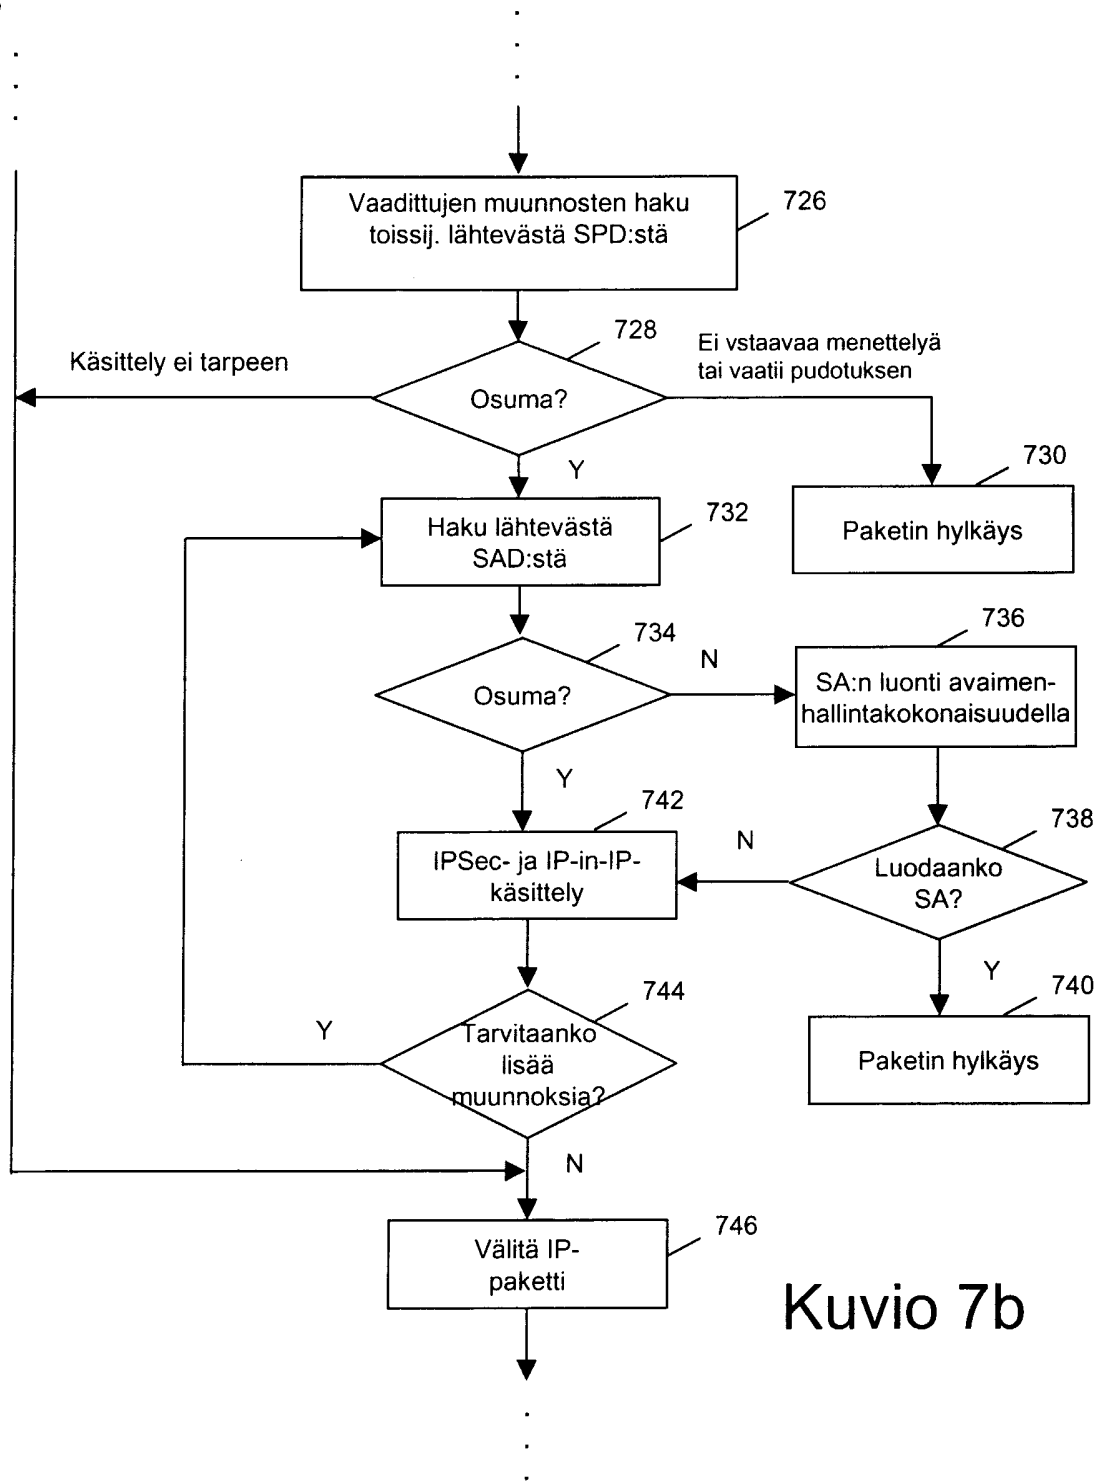 Vaadittujen muunnosten haku
toissij. lähtevästä SPD:stä
726
728
Käsittely ei tarpeen
Ei vstaavaa menettelyä
tai vaatii pudotuksen
Osuma?
Y
730
Paketin hylkäys
Haku lähtevästä
SAD:stä
732
734
Osuma?
N
736
SA:n luonti avaimen-
hallintakokonaisuudella
Y
742
IPSec- ja IP-in-IP-
käsittely
N
738
Luodaanko
SA?
Y
740
Paketin hylkäys
744
Tarvitaanko
lisää
muunnoksia?
Y
N
746
Välitä IP-
paketti
Kuvio 7b